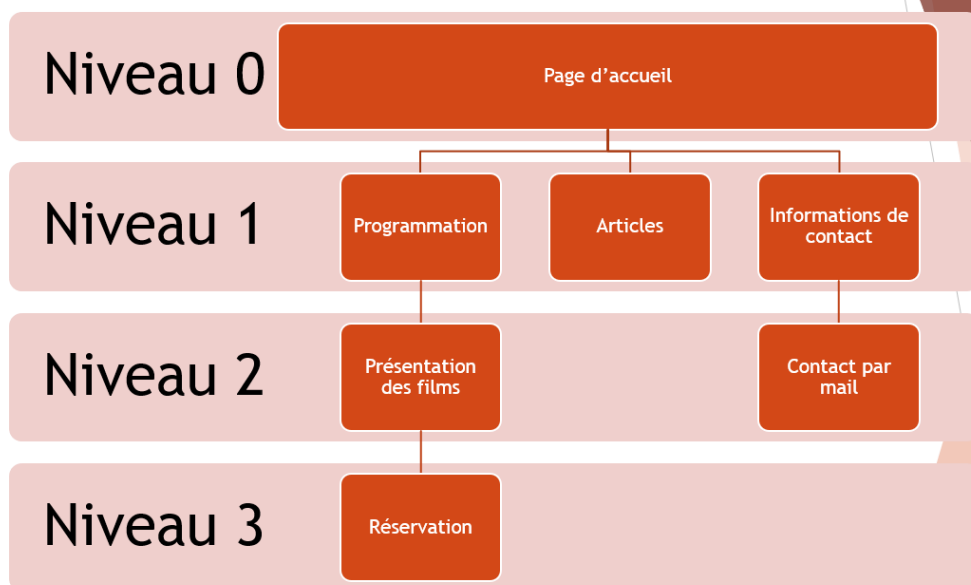 Niveau 0
Page d’accueil
Niveau 1
Programmation
Articles
Informations de
contact
Niveau 2
Présentation
des films
Contact par
mail
Niveau 3
Réservation